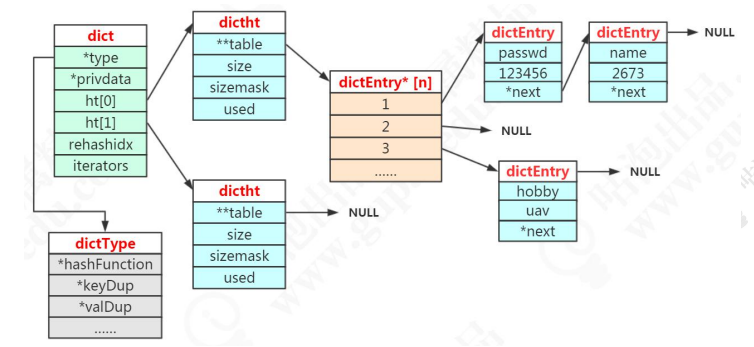 dict
*type
*privdata
ht[0]
ht[1]
rehashidx
iterators
dictht
**table
size
sizemask
used
dictEntry* [n]
1
2
3
......
dictEntry
passwd
123456
*next
dictEntry
name
2673
*next
NULL
NULL
dictEntry
hobby
uav
*next
NULL
dictht
**table
size
sizemask
used
NULL
dictType
*hashFunction
*keyDup
*valDup
......